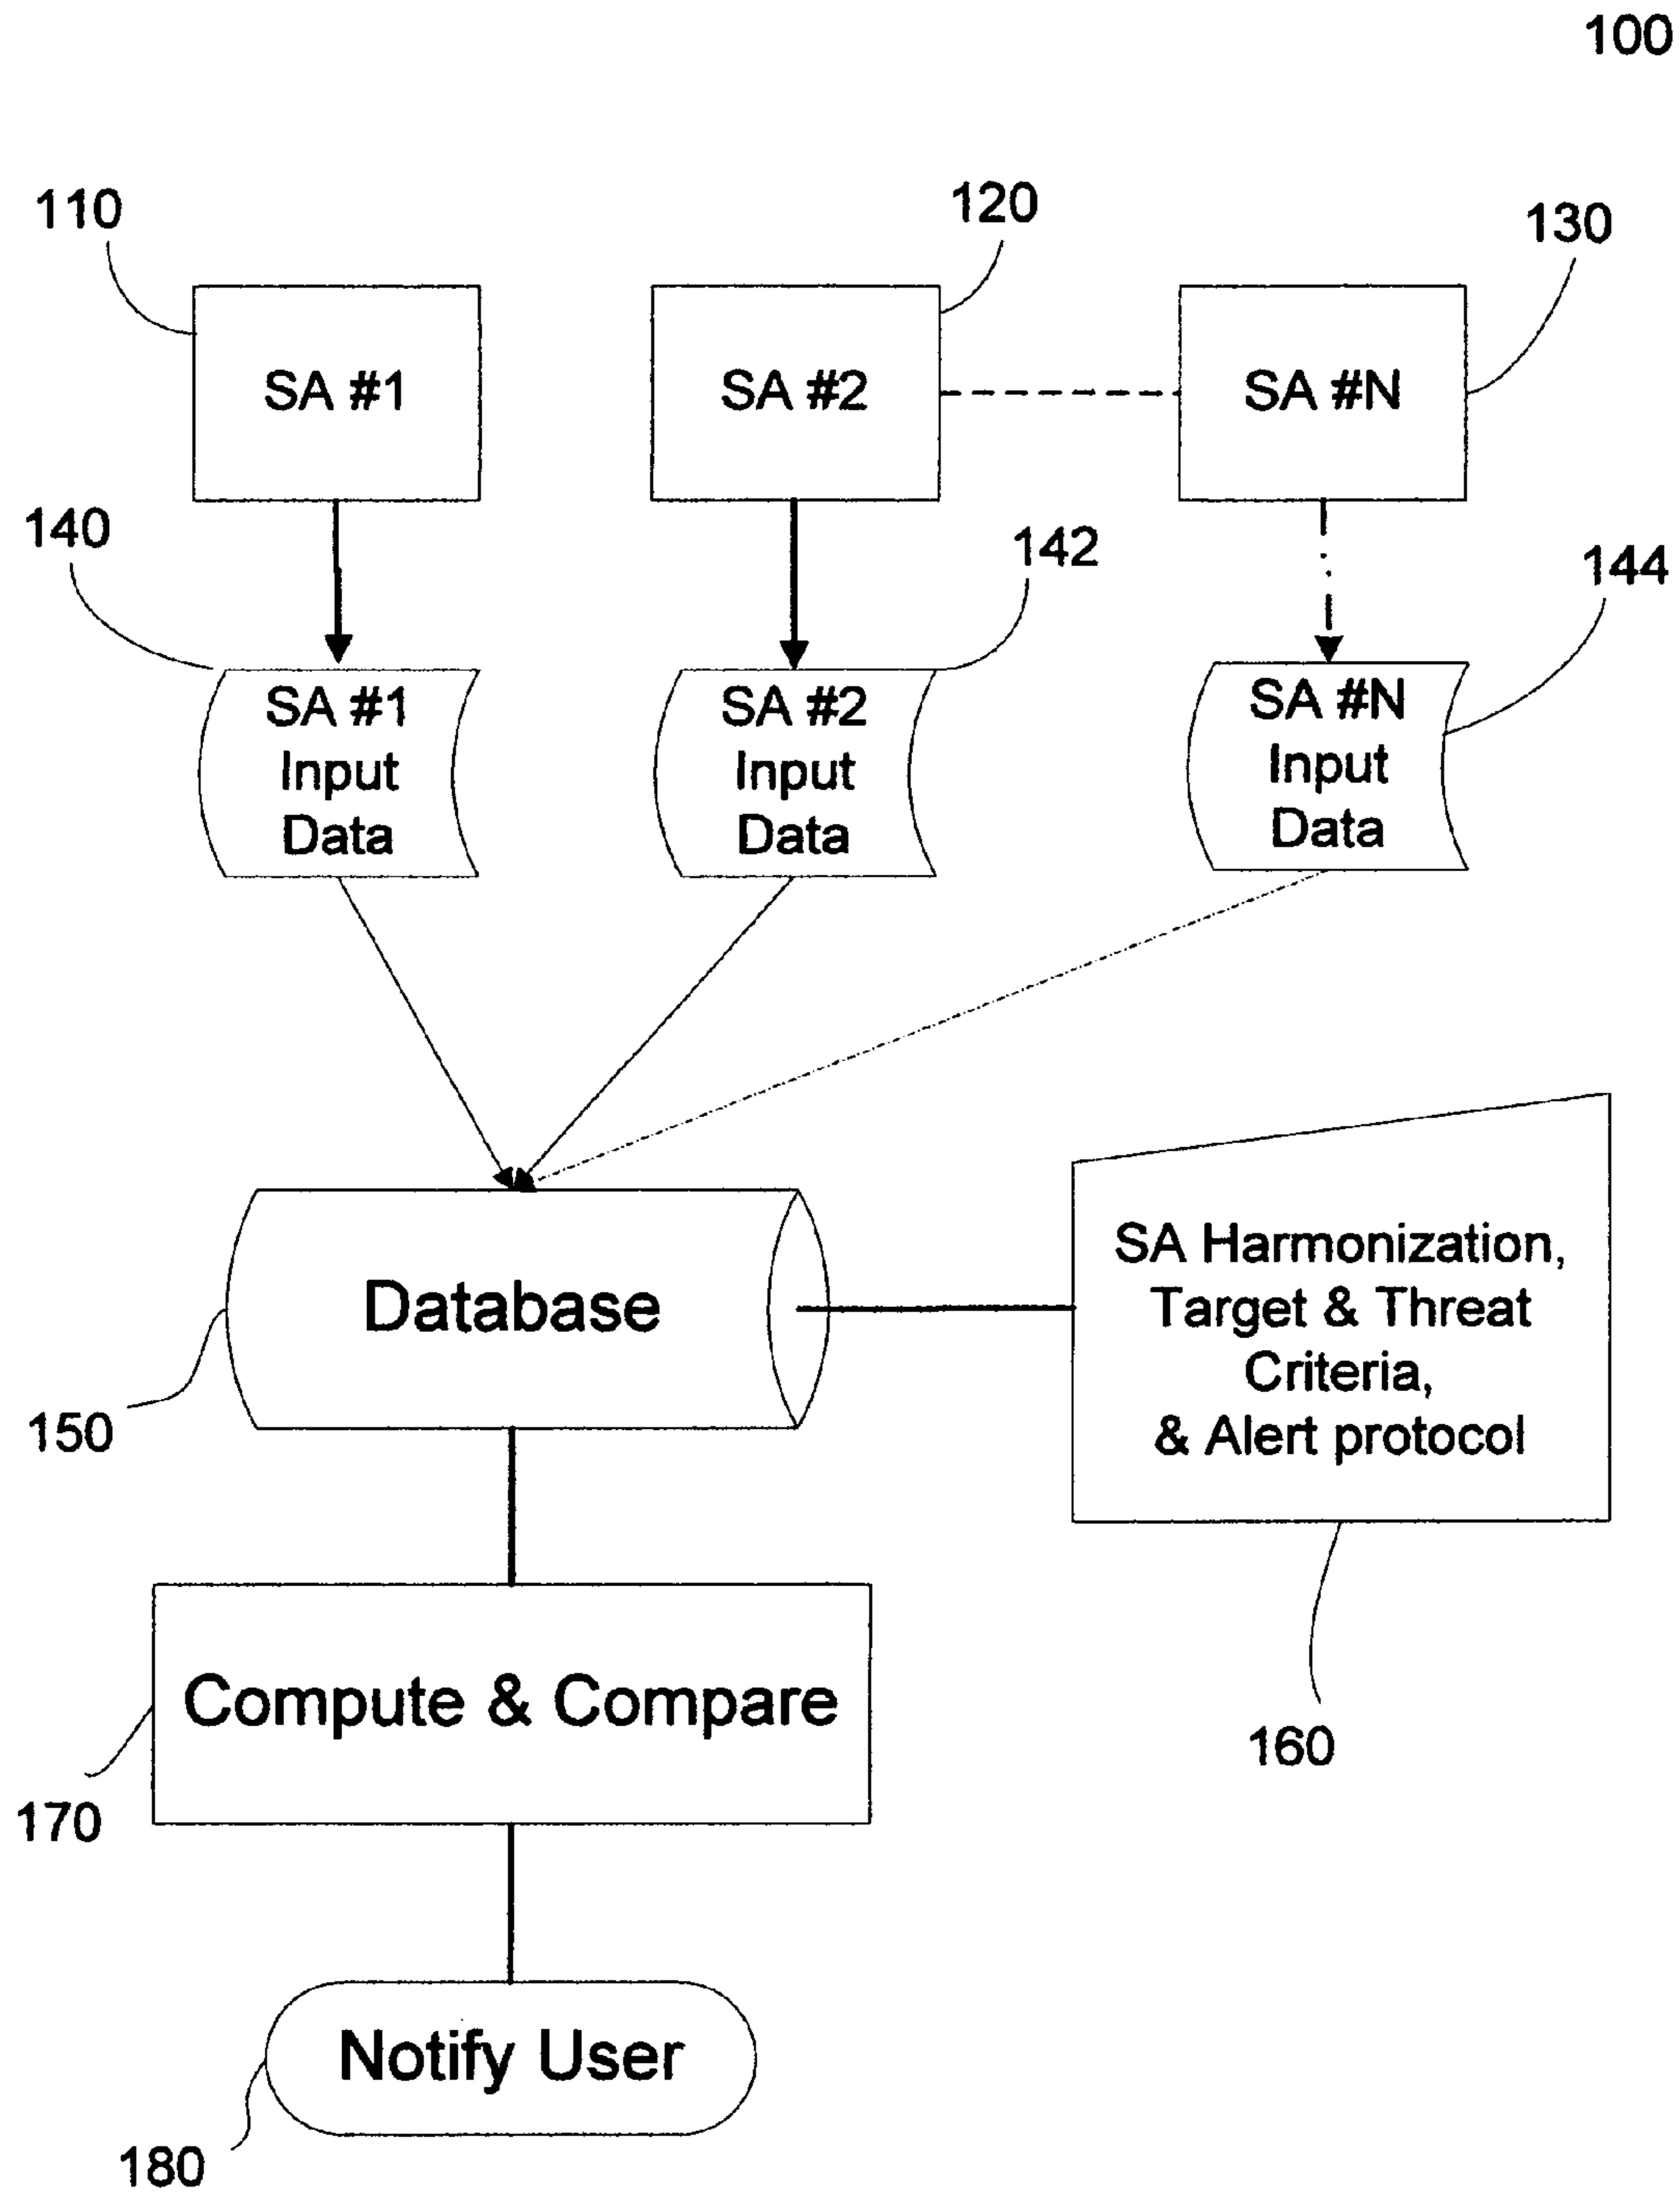 100
110
120
130
SA #1
SA #2
SA #N
140
142
144
SA #1
Input
Data
SA #2
Input
Data
SA #N
Input
Data
Database
SA Harmonization,
Target & Threat
Criteria,
& Alert protocol
150
Compute & Compare
160
170
Notify User
180